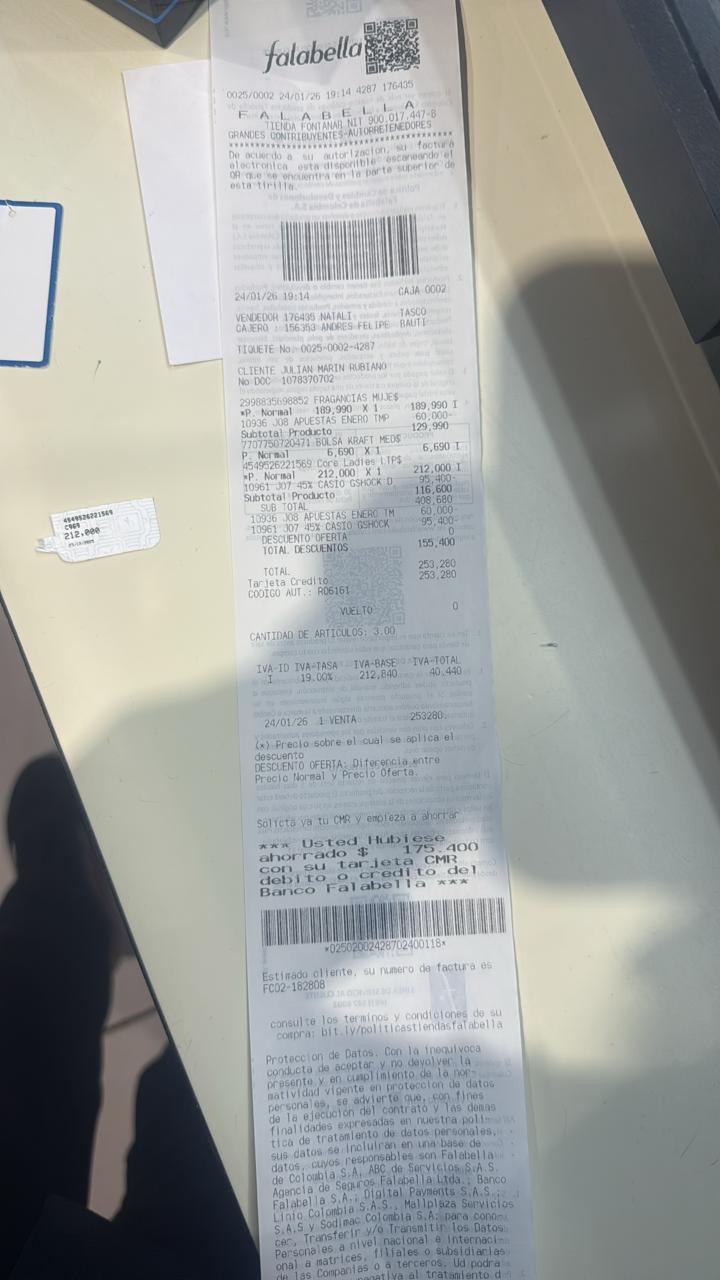 falabella
0025/0002 24/01/26 19:14 4287 176435
F A L A B E L L A
TIENDA FONTANAR NIT 900.017.447-8
GRANDES CONTRIBUYENTES-AUTORRETENEDORES
****************************************
De acuerdo a su autorizacion, su factura
electronica esta disponible escaneando el
QR que se encuentra en la parte superior de
esta tirilla.
24/01/26 19:14 CAJA 0002
VENDEDOR 176435 NATALI TASCO
CAJERO : 156353 ANDRES FELIPE BAUTI
TIQUETE No. 0025-0002-4287
CLIENTE JULIAN MARIN RUBIANO
No DOC 1078370702
2998835698852 FRAGANCIAS MUJE$
*P. Normal 189,990 X 1 189,990 I
10936 J08 APUESTAS ENERO TMP 60,000-
Subtotal Producto 129,990
7707750720471 BOLSA KRAFT MED$
P. Normal 6,690 X 1 6,690 I
4549526221569 Core Ladies LTP$
*P. Normal 212,000 X 1 212,000 I
10961 J07 45% CASIO GSHOCK D 95,400-
Subtotal Producto 116,600
SUB TOTAL 408,680
10936 J08 APUESTAS ENERO TM 60,000-
10961 J07 45% CASIO GSHOCK 95,400-
DESCUENTO OFERTA 0
TOTAL DESCUENTOS 155,400
TOTAL 253,280
Tarjeta Credito 253,280
CODIGO AUT.: R06161
VUELTO 0
CANTIDAD DE ARTICULOS: 3.00
IVA-ID IVA-TASA IVA-BASE IVA-TOTAL
I 19.00% 212,840 40,440
24/01/26 1 VENTA 253280.
(*) Precio sobre el cual se aplica el
descuento
DESCUENTO OFERTA: Diferencia entre
Precio Normal y Precio Oferta.
Solicita ya tu CMR y empieza a ahorrar
*** Usted Hubiese
ahorrado $ 175.400
con su tarjeta CMR
debito o credito del
Banco Falabella ***
*02502002428702400118*
Estimado cliente, su numero de factura es
FC02-182808
consulte los terminos y condiciones de su
compra: bit.ly/politicastiendasfalabella
Proteccion de Datos. Con la inequivoca
conducta de aceptar y no devolver la
presente y en cumplimiento de la nor-
matividad vigente en proteccion de datos
personales, se advierte que, con fines
de la ejecucion del contrato y las demas
finalidades expresadas en nuestra poli-
tica de tratamiento de datos personales,
sus datos se incluiran en una base de
datos, cuyos responsables son Falabella
de Colombia S.A, ABC de Servicios S.A.S.
Agencia de Seguros Falabella Ltda.; Banco
Falabella S.A.; Digital Payments S.A.S.;
Linio Colombia S.A.S., Mallplaza Servicios
S.A.S y Sodimac Colombia S.A; para cono-
cer, Transferir y/o Transmitir los Datos
Personales a nivel nacional e internaci-
onal a matrices, filiales o subsidiarias
de las Companias o a terceros. Ud podra
al tratamiento d
4549526221569
C969
212,000